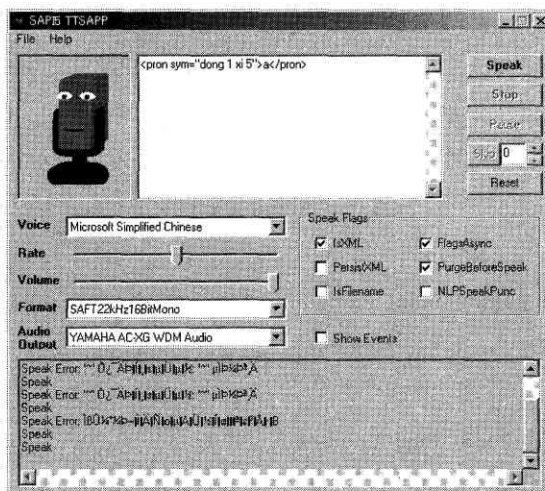 SAPI5 TTSAPP
File Help
<pron sym="dong 1 xi 5">a</pron>
Speak
Stop
Pause
Skip 0
Reset
Voice Microsoft Simplified Chinese
Rate
Volume
Format SAFT22kHz16BitMono
Audio Output YAMAHA AC-XG WDM Audio
Speak Flags
IsXML FlagsAsync
PersistXML PurgeBeforeSpeak
IsFilename NLPSpeakPunc
Show Events
Speak Error:
Speak
Speak Error:
Speak
Speak Error:
Speak
Speak